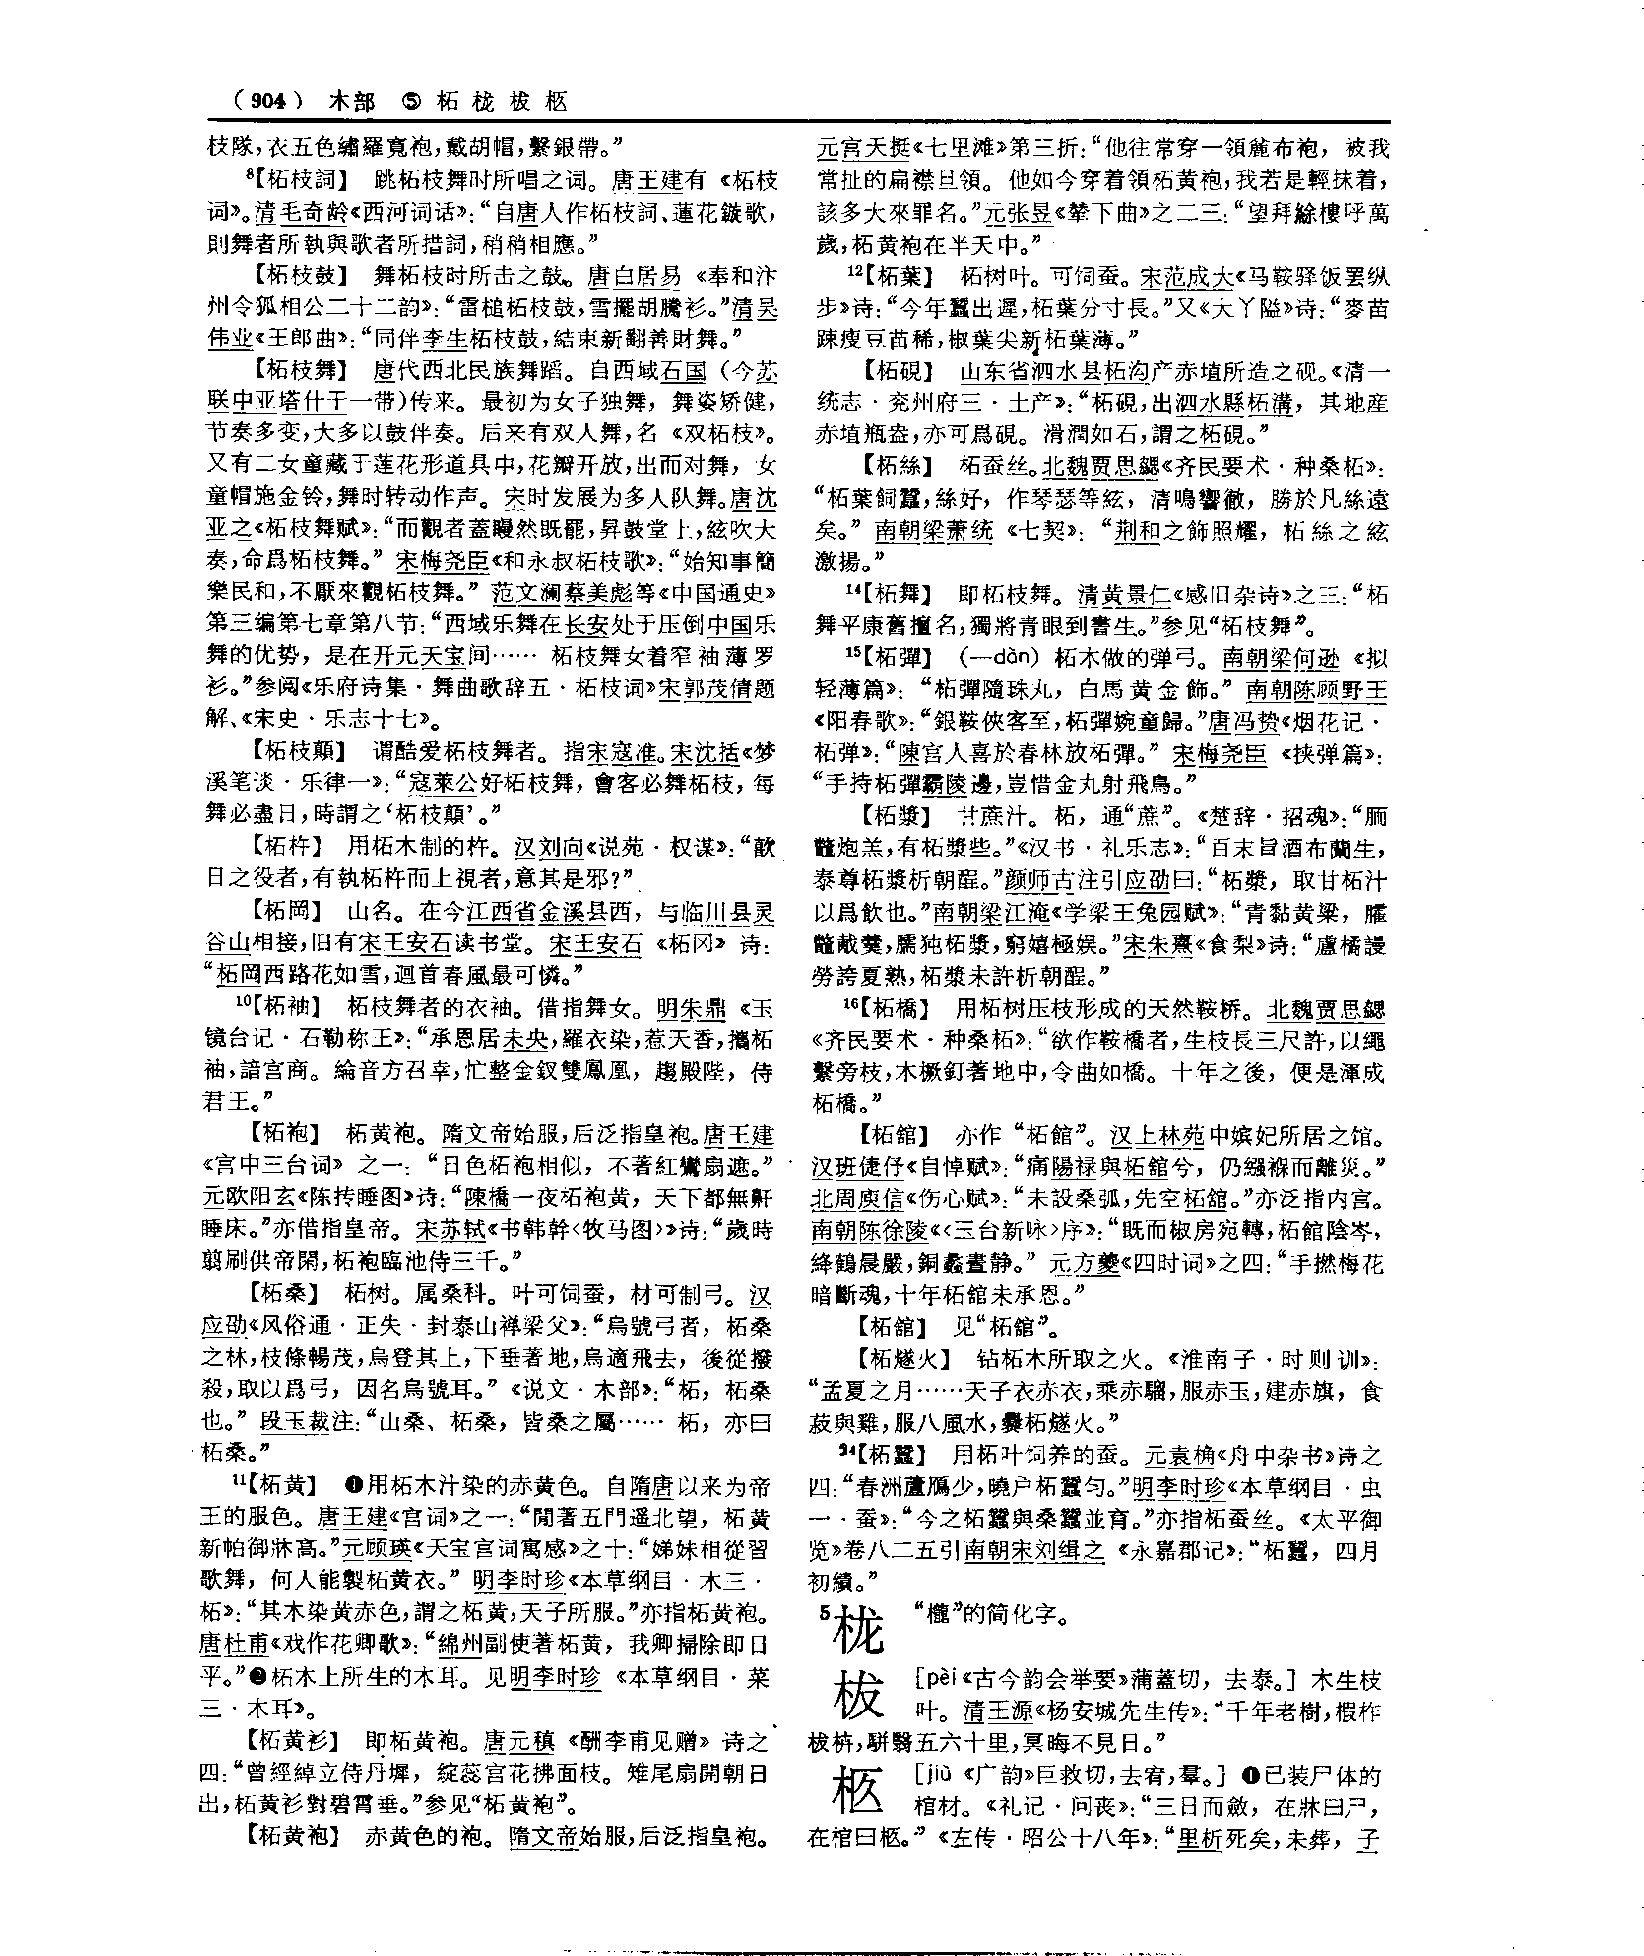 （904） 木部 ⑤ 柘 栊 柭 柩
枝隊，衣五色繡羅寬袍，戴胡帽，繫銀帶。”
⁸【柘枝詞】 跳柘枝舞时所唱之词。唐王建有《柘枝
词》。清毛奇龄《西河词话》：“自唐人作柘枝詞、蓮花鏇歌，
則舞者所執與歌者所措詞，稍稍相應。”
【柘枝鼓】 舞柘枝时所击之鼓。唐白居易《奉和汴
州令狐相公二十二韵》：“雷槌柘枝鼓，雪擺胡騰衫。”清吴
伟业《王郎曲》：“同伴李生柘枝鼓，結束新翻善財舞。”
【柘枝舞】 唐代西北民族舞蹈。自西域石国（今苏
联中亚塔什干一带）传来。最初为女子独舞，舞姿矫健，
节奏多变，大多以鼓伴奏。后来有双人舞，名《双柘枝》。
又有二女童藏于莲花形道具中，花瓣开放，出而对舞，女
童帽施金铃，舞时转动作声。宋时发展为多人队舞。唐沈
亚之《柘枝舞赋》：“而觀者蓋矎然既罷，昇鼓堂上，絃吹大
奏，命爲柘枝舞。”宋梅尧臣《和永叔柘枝歌》：“始知事簡
樂民和，不厭來觀柘枝舞。”范文澜蔡美彪等《中国通史》
第三编第七章第八节：“西域乐舞在长安处于压倒中国乐
舞的优势，是在开元天宝间…… 柘枝舞女着窄袖薄罗
衫。”参阅《乐府诗集·舞曲歌辞五·柘枝词》宋郭茂倩题
解、《宋史·乐志十七》。
【柘枝顛】 谓酷爱柘枝舞者。指宋寇准。宋沈括《梦
溪笔谈·乐律一》：“寇萊公好柘枝舞，會客必舞柘枝，每
舞必盡日，時謂之‘柘枝顛’。”
【柘杵】 用柘木制的杵。汉刘向《说苑·权谋》：“歖
日之役者，有執柘杵而上視者，意其是邪？”
【柘岡】 山名。在今江西省金溪县西，与临川县灵
谷山相接，旧有宋王安石读书堂。宋王安石《柘冈》诗：
“柘岡西路花如雪，迴首春風最可憐。”
¹⁰【柘袖】 柘枝舞者的衣袖。借指舞女。明朱鼎《玉
镜台记·石勒称王》：“承恩居未央，羅衣染，惹天香，攜柘
袖，諳宫商。綸音方召幸，忙整金釵雙鳳凰，趨殿陛，侍
君王。”
【柘袍】 柘黄袍。隋文帝始服，后泛指皇袍。唐王建
《宫中三台词》之一：“日色柘袍相似，不著紅鸞扇遮。”
元欧阳玄《陈抟睡图》诗：“陳橋一夜柘袍黄，天下都無鼾
睡床。”亦借指皇帝。宋苏轼《书韩幹〈牧马图〉》诗：“歲時
翦刷供帝閑，柘袍臨池侍三千。”
【柘桑】 柘树。属桑科。叶可饲蚕，材可制弓。汉
应劭《风俗通·正失·封泰山禅梁父》：“烏號弓者，柘桑
之林，枝條暢茂，烏登其上，下垂著地，烏適飛去，後從撥
殺，取以爲弓，因名烏號耳。”《说文·木部》：“柘，柘桑
也。”段玉裁注：“山桑、柘桑，皆桑之屬…… 柘，亦曰
柘桑。”
¹¹【柘黄】 ❶用柘木汁染的赤黄色。自隋唐以来为帝
王的服色。唐王建《宫词》之一：“閒著五門遥北望，柘黄
新帕御牀高。”元顾瑛《天宝宫词寓感》之十：“娣妹相從習
歌舞，何人能製柘黄衣。”明李时珍《本草纲目·木三·
柘》：“其木染黄赤色，謂之柘黄，天子所服。”亦指柘黄袍。
唐杜甫《戏作花卿歌》：“綿州副使著柘黄，我卿掃除即日
平。”❷柘木上所生的木耳。见明李时珍《本草纲目·菜
三·木耳》。
【柘黄衫】 即柘黄袍。唐元稹《酬李甫见赠》诗之
四：“曾經綽立侍丹墀，綻蕊宫花拂面枝。雉尾扇開朝日
出，柘黄衫對碧霄垂。”参见“柘黄袍”。
【柘黄袍】 赤黄色的袍。隋文帝始服，后泛指皇袍。
元宫天挺《七里滩》第三折：“他往常穿一領麄布袍，被我
常扯的扁襟旦領。他如今穿着領柘黄袍，我若是輕抹着，
該多大來罪名。”元张昱《辇下曲》之二三：“望拜綵樓呼萬
歲，柘黄袍在半天中。”
¹²【柘葉】 柘树叶。可饲蚕。宋范成大《马鞍驿饭罢纵
步》诗：“今年蠶出遲，柘葉分寸長。”又《大丫隘》诗：“麥苗
踈瘦豆苗稀，椒葉尖新柘葉薄。”
【柘硯】 山东省泗水县柘沟产赤埴所造之砚。《清一
统志·兖州府三·土产》：“柘硯，出泗水縣柘溝，其地産
赤埴瓶盎，亦可爲硯。滑潤如石，謂之柘硯。”
【柘絲】 柘蚕丝。北魏贾思勰《齐民要术·种桑柘》：
“柘葉飼蠶，絲好，作琴瑟等絃，清鳴響徹，勝於凡絲遠
矣。”南朝梁萧统《七契》：“荆和之飾照耀，柘絲之絃
激揚。”
¹⁴【柘舞】 即柘枝舞。清黄景仁《感旧杂诗》之三：“柘
舞平康舊擅名，獨將青眼到書生。”参见“柘枝舞”。
¹⁵【柘彈】 （—dàn）柘木做的弹弓。南朝梁何逊《拟
轻薄篇》：“柘彈隨珠丸，白馬黄金飾。”南朝陈顾野王
《阳春歌》：“銀鞍俠客至，柘彈婉童歸。”唐冯贽《烟花记·
柘弹》：“陳宫人喜於春林放柘彈。”宋梅尧臣《挟弹篇》：
“手持柘彈霸陵邊，豈惜金丸射飛鳥。”
【柘漿】 甘蔗汁。柘，通“蔗”。《楚辞·招魂》：“胹
鼈炮羔，有柘漿些。”《汉书·礼乐志》：“百末旨酒布蘭生，
泰尊柘漿析朝酲。”颜师古注引应劭曰：“柘漿，取甘柘汁
以爲飲也。”南朝梁江淹《学梁王兔园赋》：“青黏黄粱，臛
鼈胾羹，臑㹠柘漿，窮嬉極娱。”宋朱熹《食梨》诗：“盧橘謾
勞誇夏熟，柘漿未許析朝酲。”
¹⁶【柘橋】 用柘树压枝形成的天然鞍桥。北魏贾思勰
《齐民要术·种桑柘》：“欲作鞍橋者，生枝長三尺許，以繩
繫旁枝，木橛釘著地中，令曲如橋。十年之後，便是渾成
柘橋。”
【柘舘】 亦作“柘館”。汉上林苑中嫔妃所居之馆。
汉班倢伃《自悼赋》：“痛陽禄與柘舘兮，仍繈褓而離災。”
北周庾信《伤心赋》：“未設桑弧，先空柘舘。”亦泛指内宫。
南朝陈徐陵《〈玉台新咏〉序》：“既而椒房宛轉，柘館陰岑，
絳鶴晨嚴，銅蠡晝静。”元方夔《四时词》之四：“手撚梅花
暗斷魂，十年柘舘未承恩。”
【柘館】 见“柘舘”。
【柘燧火】 钻柘木所取之火。《淮南子·时则训》：
“孟夏之月……天子衣赤衣，乘赤騮，服赤玉，建赤旗，食
菽與雞，服八風水，爨柘燧火。”
²⁴【柘蠶】 用柘叶饲养的蚕。元袁桷《舟中杂书》诗之
四：“春洲蘆鴈少，曉户柘蠶匀。”明李时珍《本草纲目·虫
一·蚕》：“今之柘蠶與桑蠶並育。”亦指柘蚕丝。《太平御
览》卷八二五引南朝宋刘缉之《永嘉郡记》：“柘蠶，四月
初績。”
⁵栊 “櫳”的简化字。
柭 ［pèi《古今韵会举要》蒲蓋切，去泰。］木生枝
叶。清王源《杨安城先生传》：“千年老樹，椵柞
柭枿，駢翳五六十里，冥晦不見日。”
柩 ［jiù《广韵》巨救切，去宥，羣。］❶已装尸体的
棺材。《礼记·问丧》：“三日而斂，在牀曰尸，
在棺曰柩。”《左传·昭公十八年》：“里析死矣，未葬，子